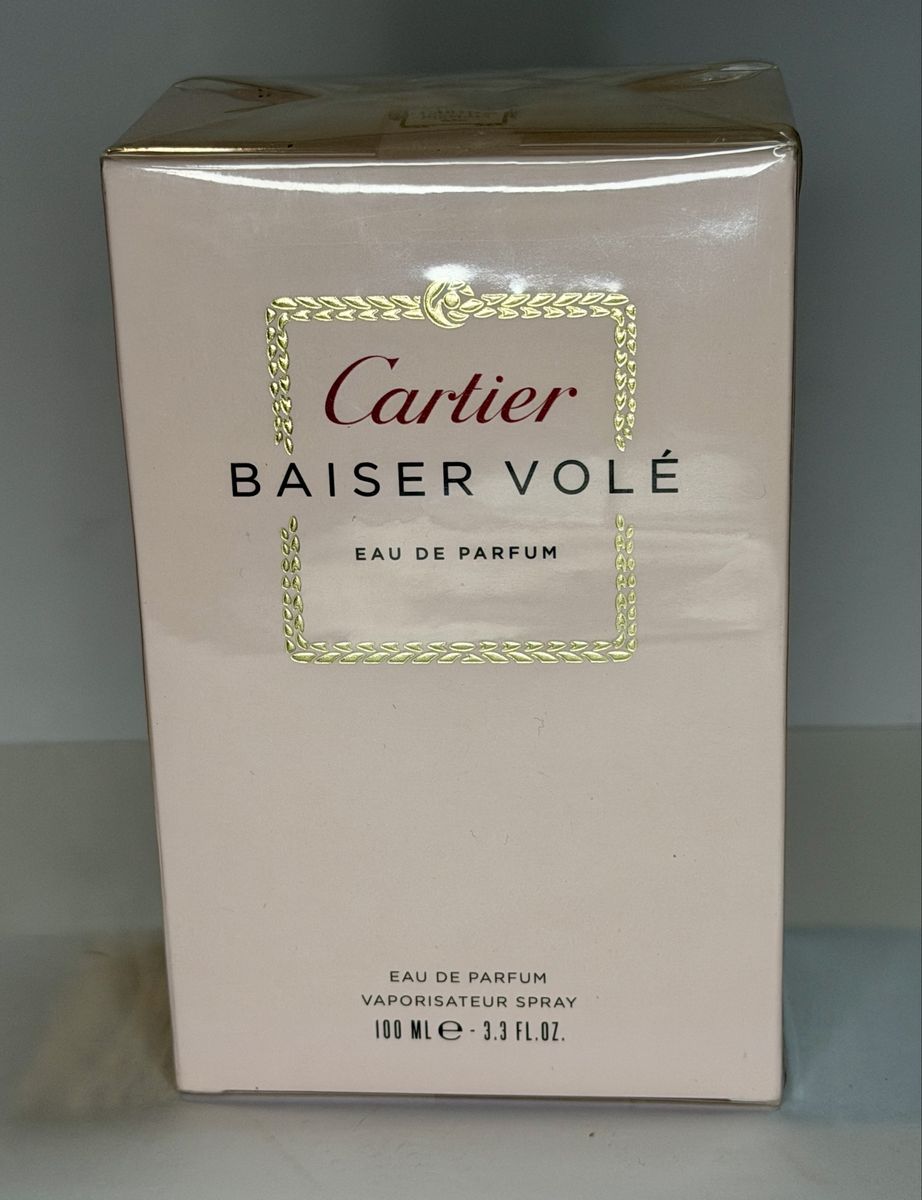 Cartier
BAISER VOLÉ
EAU DE PARFUM
EAU DE PARFUM
VAPORISATEUR SPRAY
100 ML ℮ - 3.3 FL.OZ.